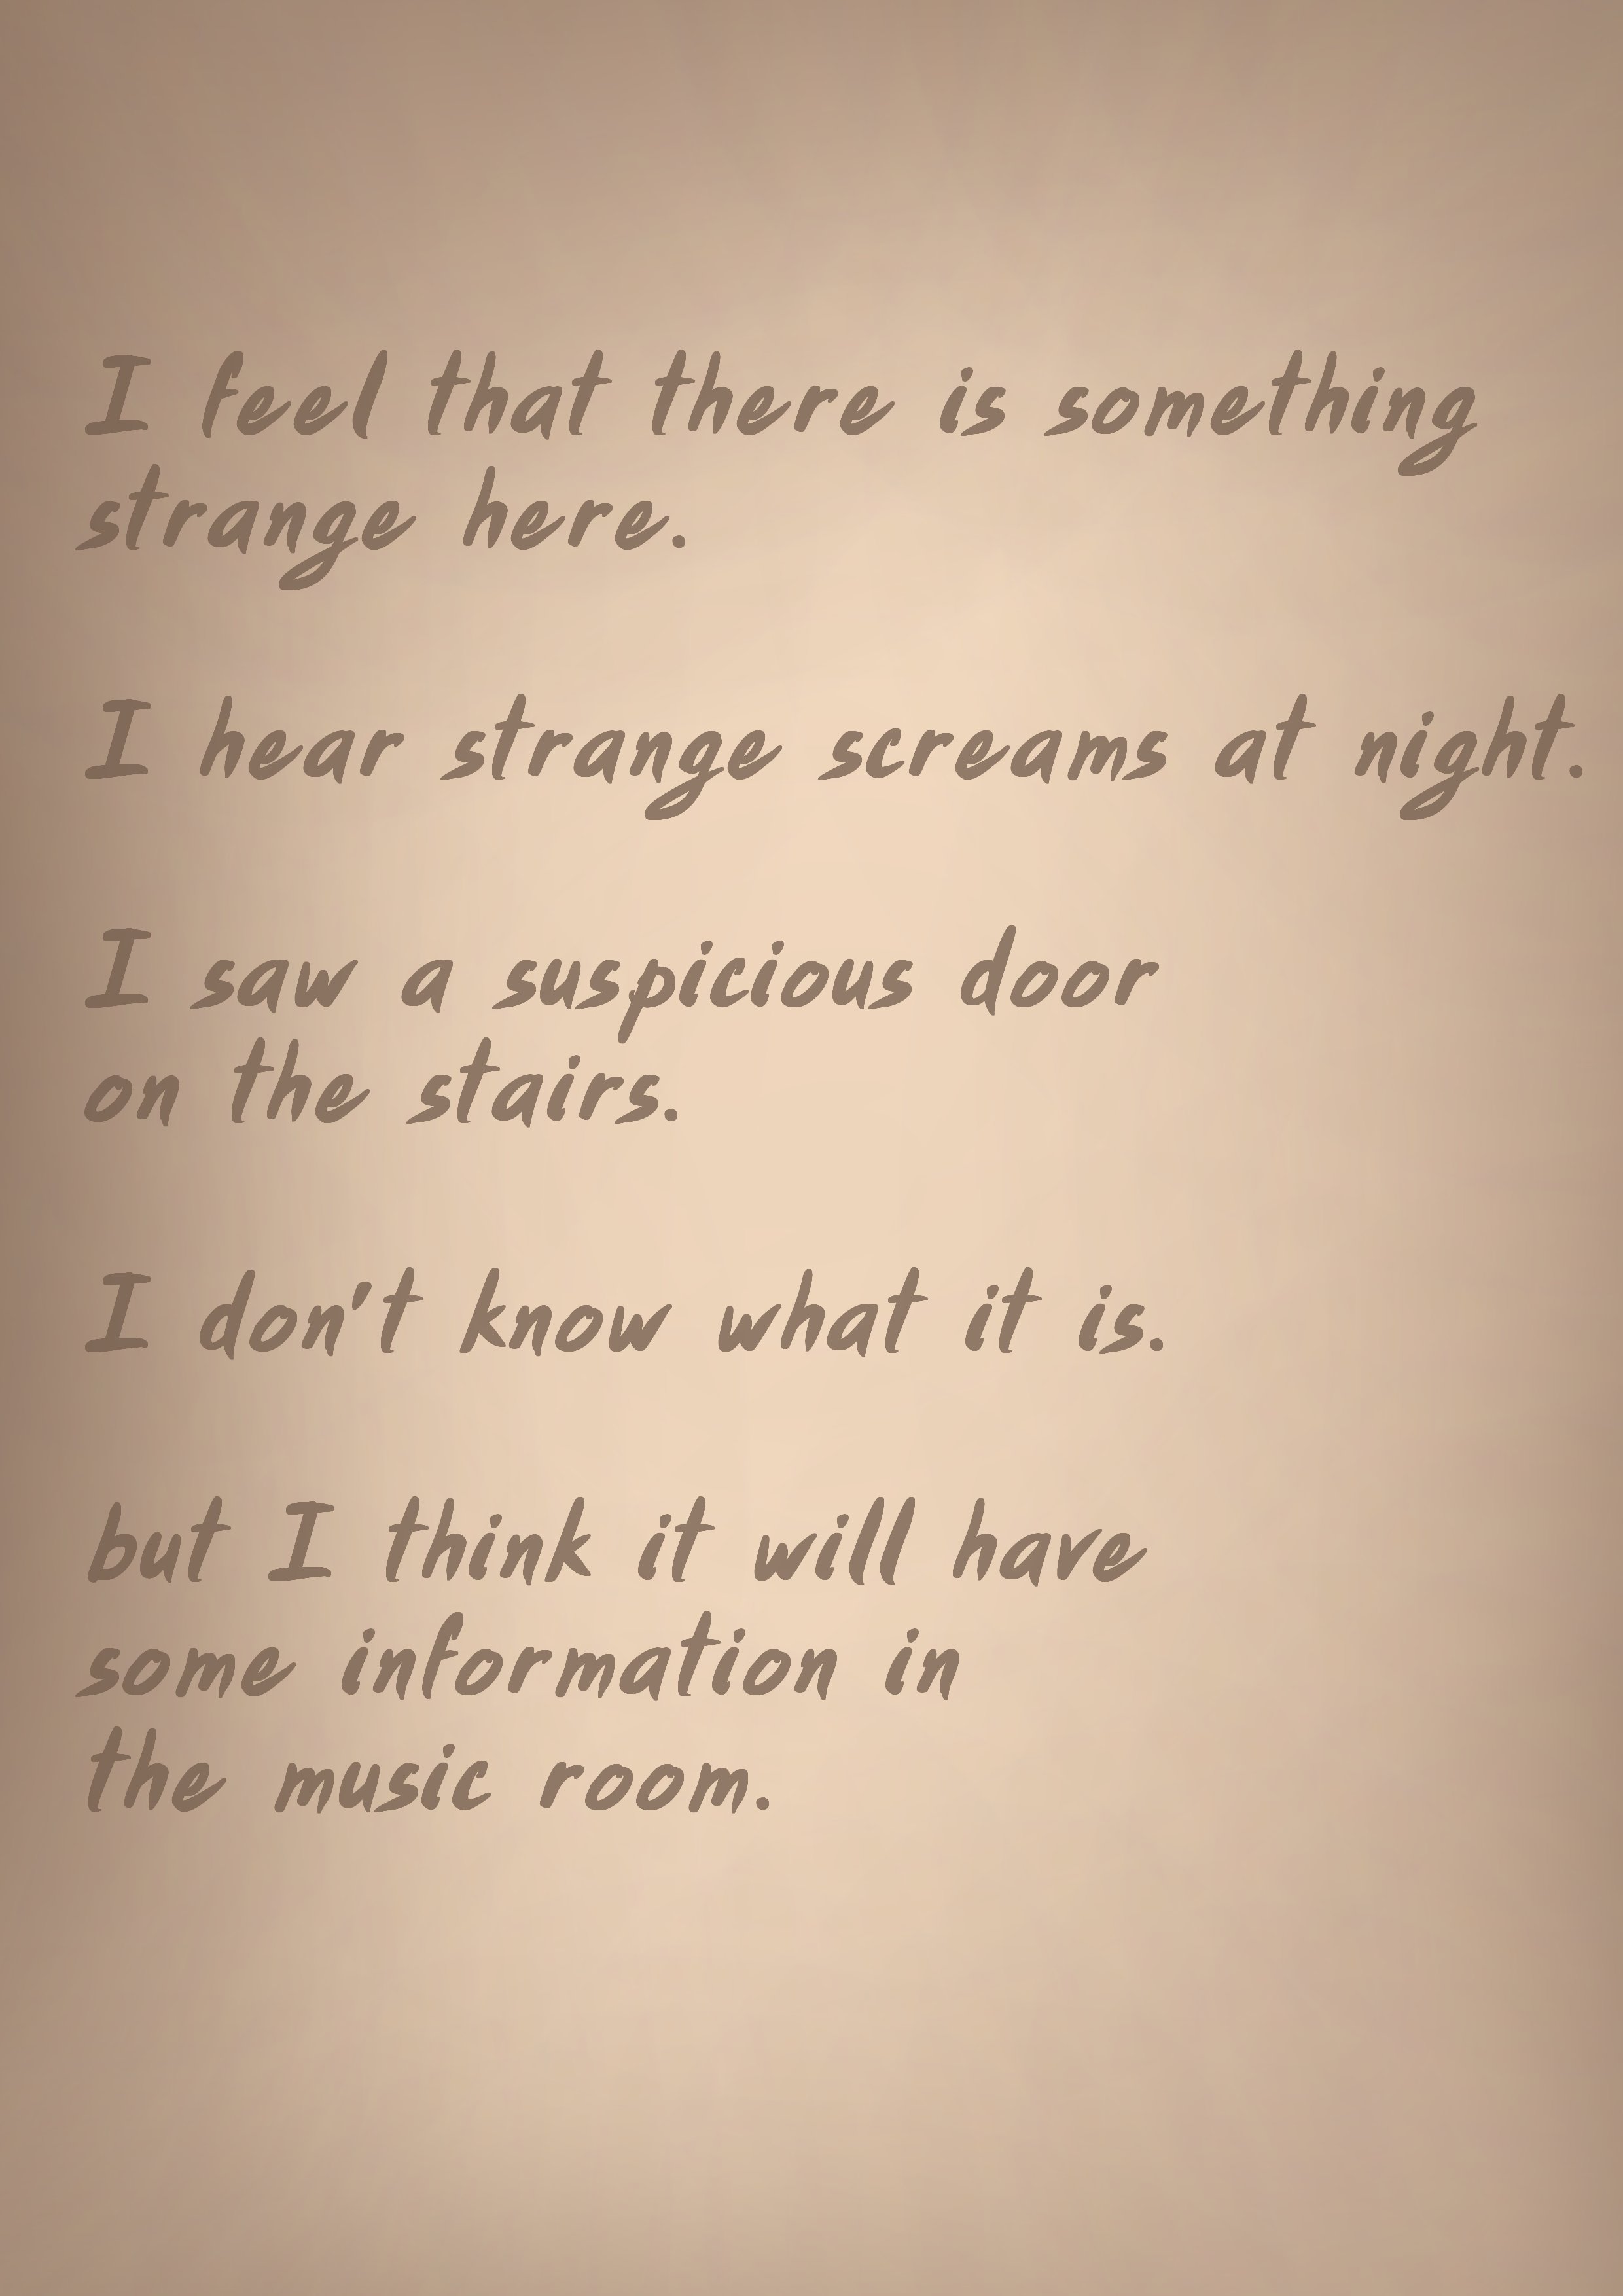 I feel that there is something
strange here.
I hear strange screams at night.
I saw a suspicious door
on the stairs.
I don't know what it is.
but I think it will have
some information in
the music room.